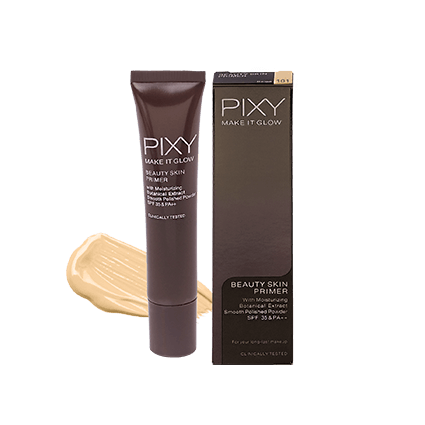 PIXY
MAKE IT GLOW
BEAUTY SKIN
PRIMER
With Moisturizing
Botanical Extract
Smooth Polished Powder
SPF 35 & PA++
CLINICALLY TESTED
101
PIXY
MAKE IT GLOW
BEAUTY SKIN
PRIMER
With Moisturizing
Botanical Extract
Smooth Polished Powder
SPF 35 & PA++
CLINICALLY TESTED